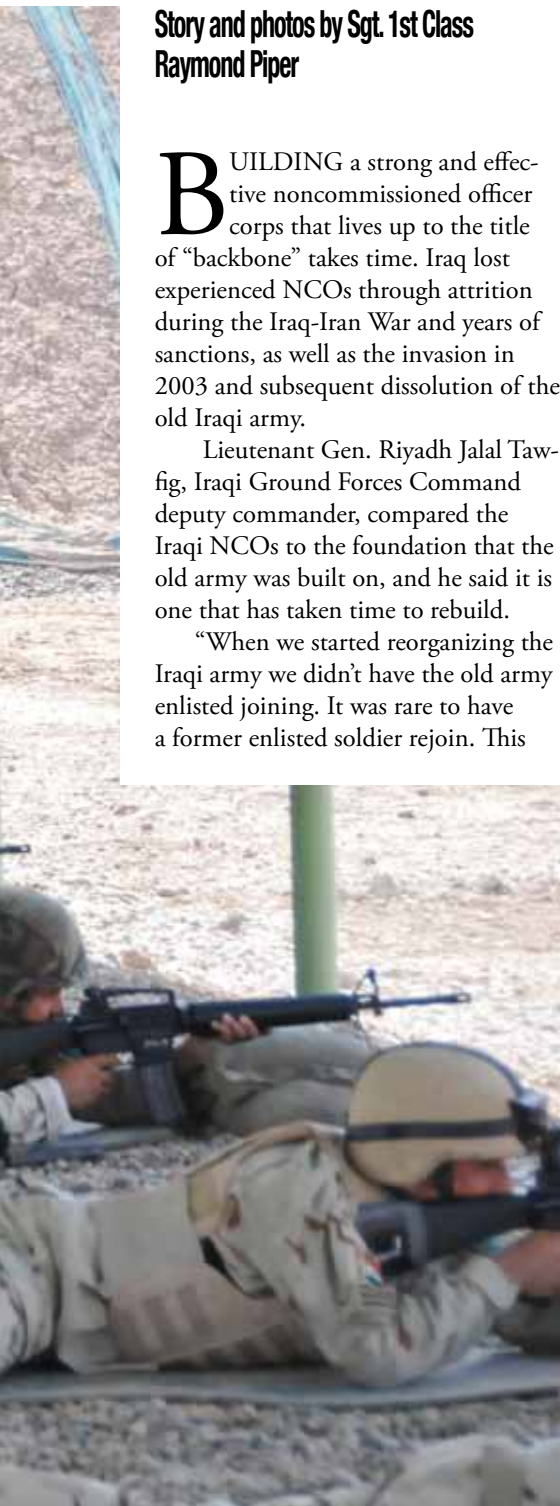 Story and photos by Sgt. 1st Class
Raymond Piper
BUILDING a strong and effec-
tive noncommissioned officer
corps that lives up to the title
of “backbone” takes time. Iraq lost
experienced NCOs through attrition
during the Iraq-Iran War and years of
sanctions, as well as the invasion in
2003 and subsequent dissolution of the
old Iraqi army.
Lieutenant Gen. Riyadh Jalal Taw-
fig, Iraqi Ground Forces Command
deputy commander, compared the
Iraqi NCOs to the foundation that the
old army was built on, and he said it is
one that has taken time to rebuild.
“When we started reorganizing the
Iraqi army we didn’t have the old army
enlisted joining. It was rare to have
a former enlisted soldier rejoin. This